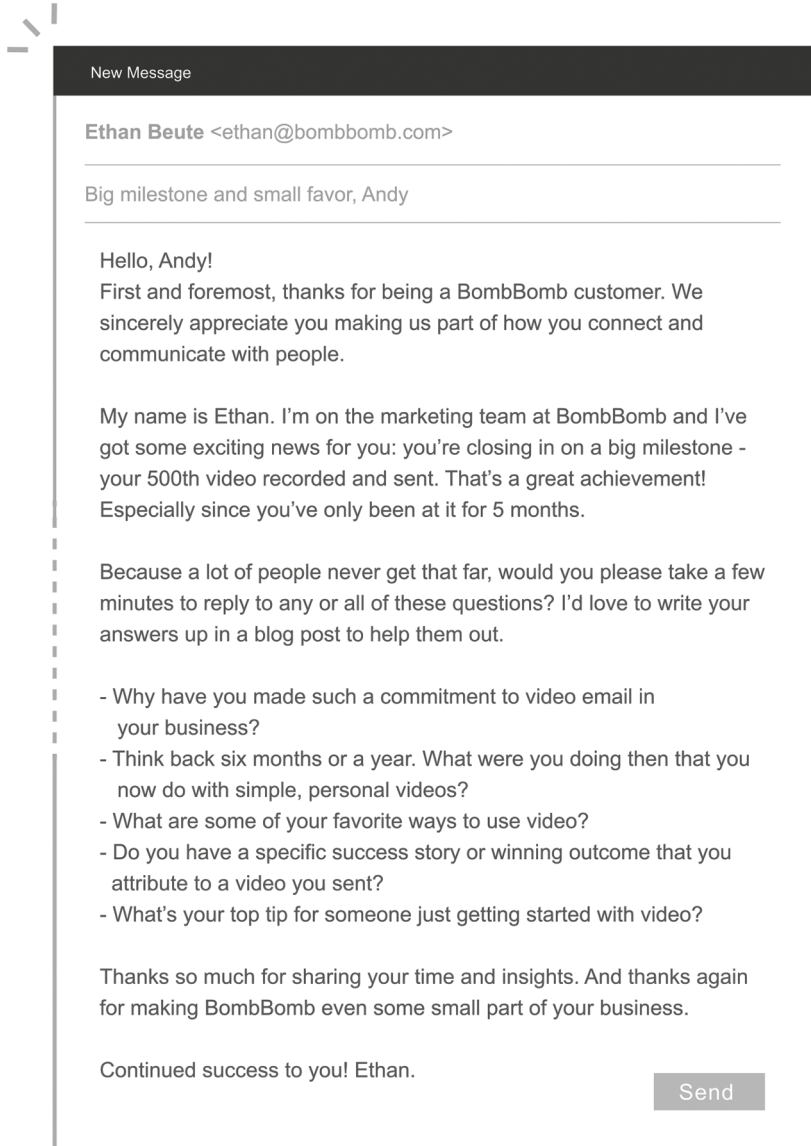 New Message
Ethan Beute <ethan@bombbomb.com>
Big milestone and small favor, Andy
Hello, Andy!
First and foremost, thanks for being a BombBomb customer. We
sincerely appreciate you making us part of how you connect and
communicate with people.
My name is Ethan. I’m on the marketing team at BombBomb and I’ve
got some exciting news for you: you’re closing in on a big milestone -
your 500th video recorded and sent. That’s a great achievement!
Especially since you’ve only been at it for 5 months.
Because a lot of people never get that far, would you please take a few
minutes to reply to any or all of these questions? I’d love to write your
answers up in a blog post to help them out.
- Why have you made such a commitment to video email in
your business?
- Think back six months or a year. What were you doing then that you
now do with simple, personal videos?
- What are some of your favorite ways to use video?
- Do you have a specific success story or winning outcome that you
attribute to a video you sent?
- What’s your top tip for someone just getting started with video?
Thanks so much for sharing your time and insights. And thanks again
for making BombBomb even some small part of your business.
Continued success to you! Ethan.
Send